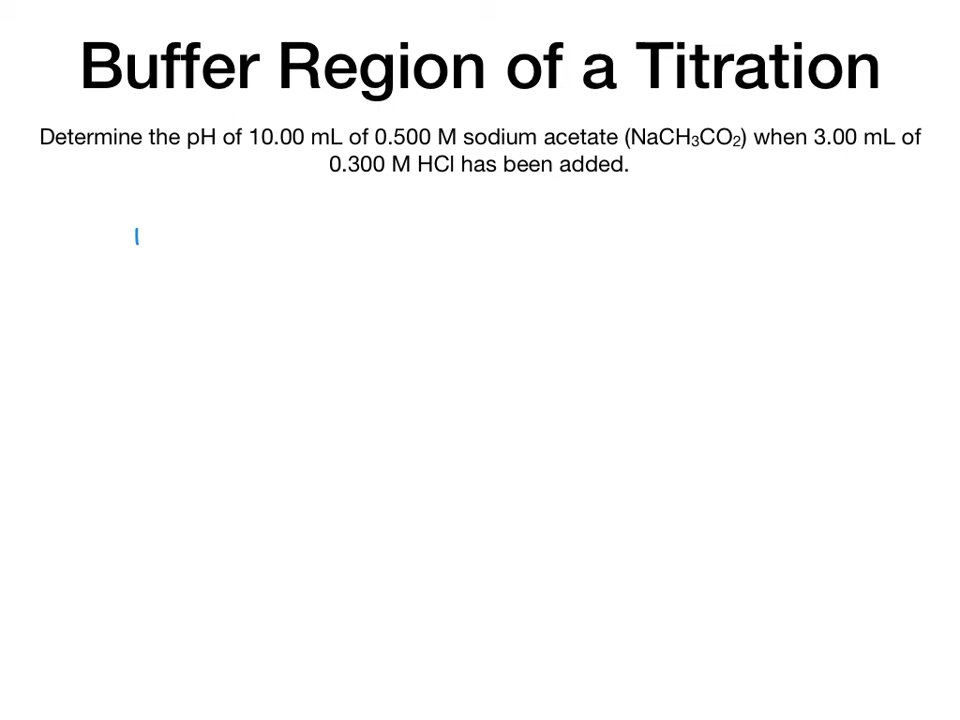 Buffer Region of a Titration
Determine the pH of 10.00 mL of 0.500 M sodium acetate (NaCH₃CO₂) when 3.00 mL of
0.300 M HCl has been added.